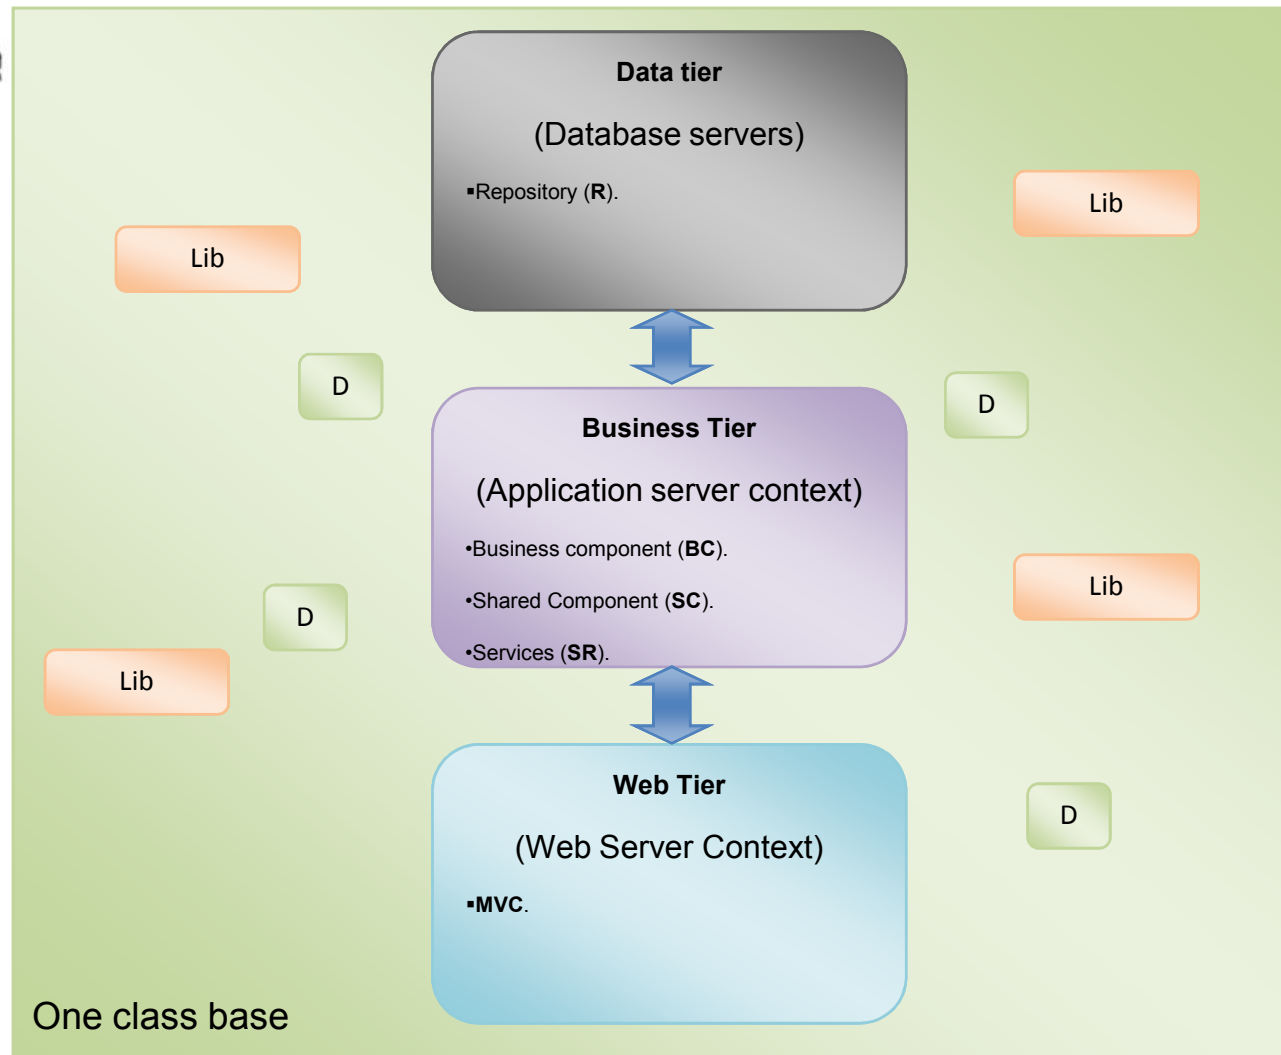 Data tier
(Database servers)
▪Repository (R).
Lib
Lib
D
D
Business Tier
(Application server context)
•Business component (BC).
•Shared Component (SC).
•Services (SR).
Lib
D
Lib
Web Tier
(Web Server Context)
▪MVC.
D
One class base